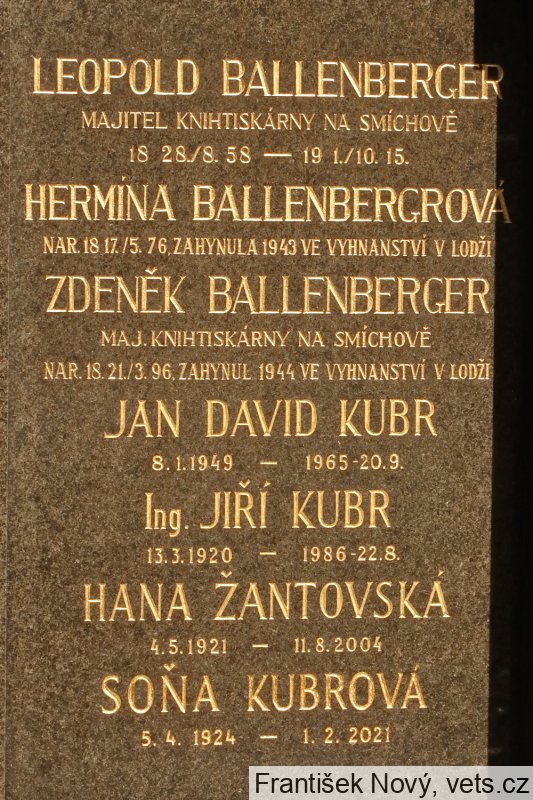 LEOPOLD BALLENBERGER
MAJITEL KNIHTISKÁRNY NA SMÍCHOVĚ
18 28./8. 58 — 19 1./10. 15.
HERMÍNA BALLENBERGROVÁ
NAR. 18 17./5. 76, ZAHYNULA 1943 VE VYHNANSTVÍ V LODŽI
ZDENĚK BALLENBERGER
MAJ. KNIHTISKÁRNY NA SMÍCHOVĚ
NAR. 18. 21./3. 96, ZAHYNUL 1944 VE VYHNANSTVÍ V LODŽI
JAN DAVID KUBR
8.1.1949 — 1965-20.9.
Ing. JIŘÍ KUBR
13.3.1920 — 1986-22.8.
HANA ŽANTOVSKÁ
4.5.1921 — 11.8.2004
SOŇA KUBROVÁ
5. 4. 1924 — 1. 2. 2021
František Nový, vets.cz